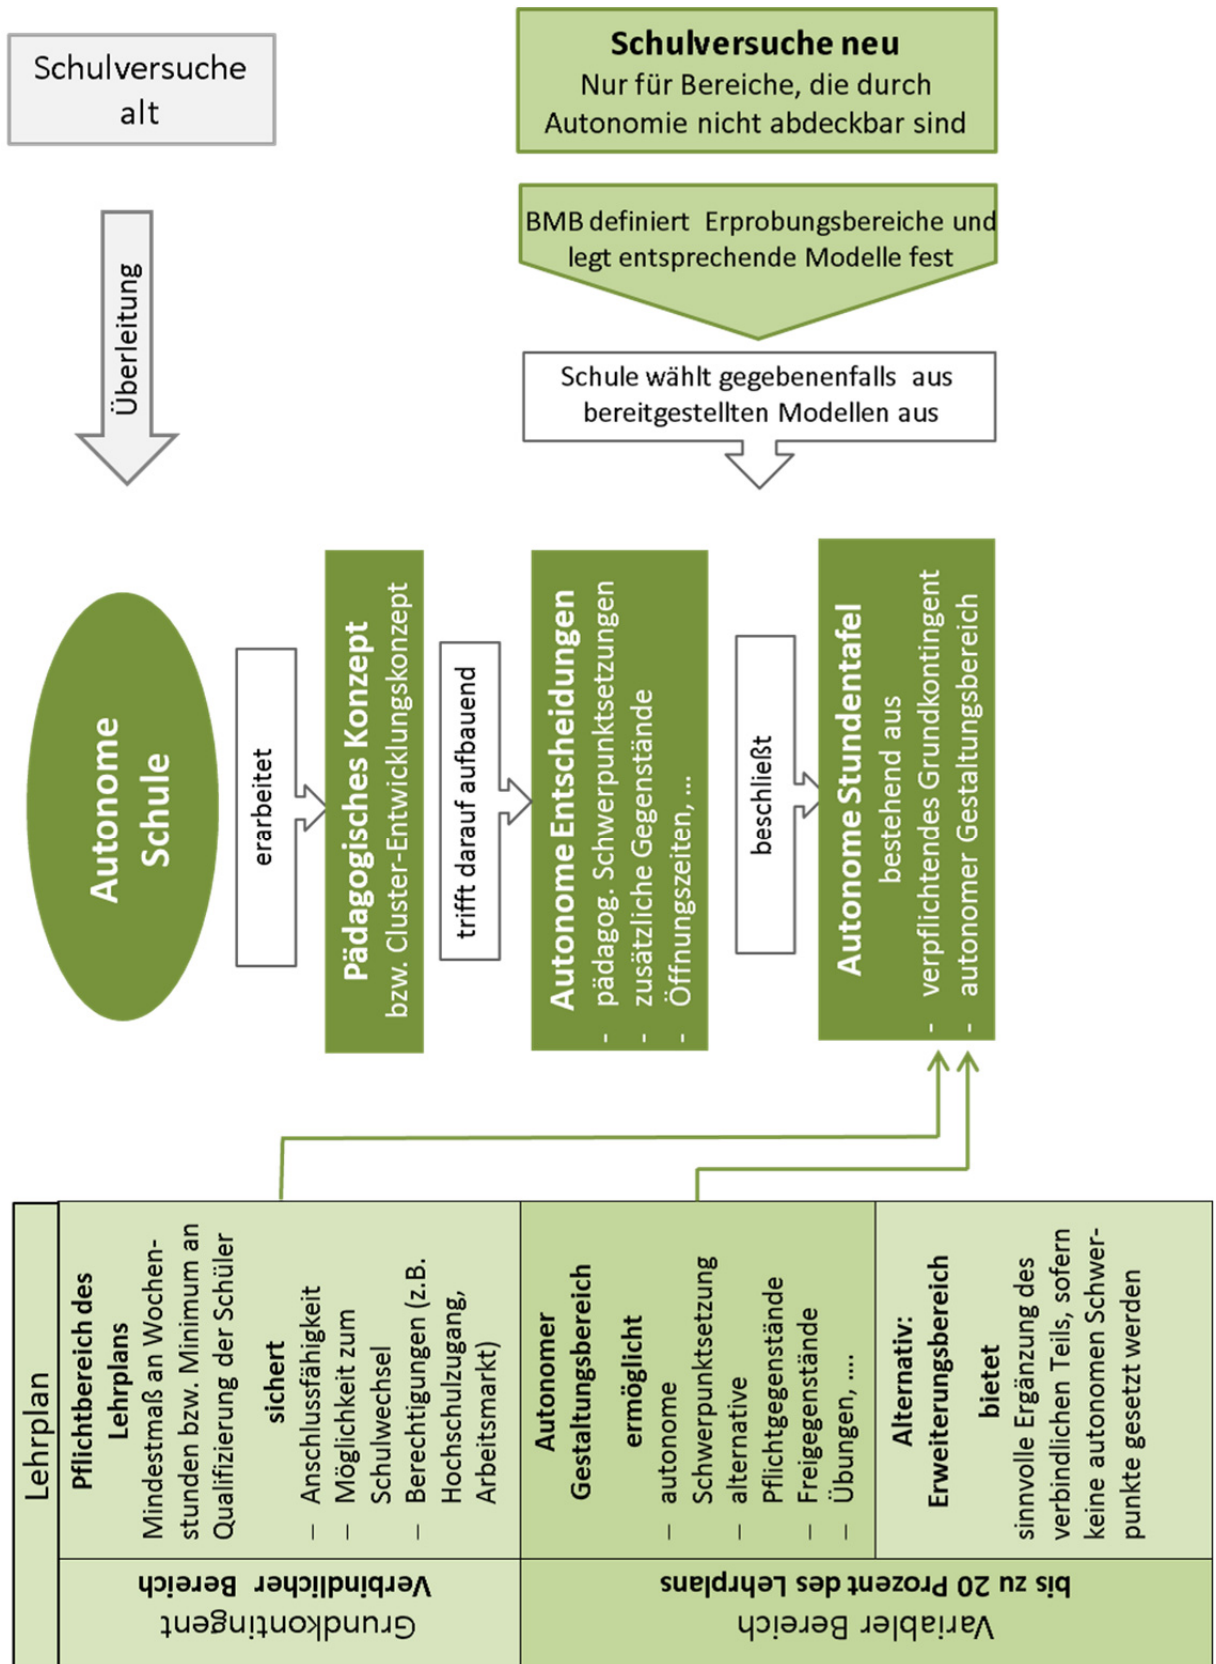 Schulversuche
alt
Schulversuche neu
Nur für Bereiche, die durch
Autonomie nicht abdeckbar sind
Überleitung
BMB definiert Erprobungsbereiche und
legt entsprechende Modelle fest
Schule wählt gegebenenfalls aus
bereitgestellten Modellen aus
Autonome
Schule
erarbeitet
Pädagogisches Konzept
bzw. Cluster-Entwicklungskonzept
trifft darauf aufbauend
Autonome Entscheidungen
- pädagog. Schwerpunktsetzungen
- zusätzliche Gegenstände
- Öffnungszeiten, ...
beschließt
Autonome Stundentafel
bestehend aus
- verpflichtendes Grundkontingent
- autonomer Gestaltungsbereich
Lehrplan
Grundkontingent
Verbindlicher Bereich
Pflichtbereich des
Lehrplans
Mindestmaß an Wochen-
stunden bzw. Minimum an
Qualifizierung der Schüler
sichert
– Anschlussfähigkeit
– Möglichkeit zum
Schulwechsel
– Berechtigungen (z.B.
Hochschulzugang,
Arbeitsmarkt)
Variabler Bereich
bis zu 20 Prozent des Lehrplans
Autonomer
Gestaltungsbereich
ermöglicht
– autonome
Schwerpunktsetzung
– alternative
Pflichtgegenstände
– Freigegenstände
– Übungen, ....
Alternativ:
Erweiterungsbereich
bietet
sinnvolle Ergänzung des
verbindlichen Teils, sofern
keine autonomen Schwer-
punkte gesetzt werden